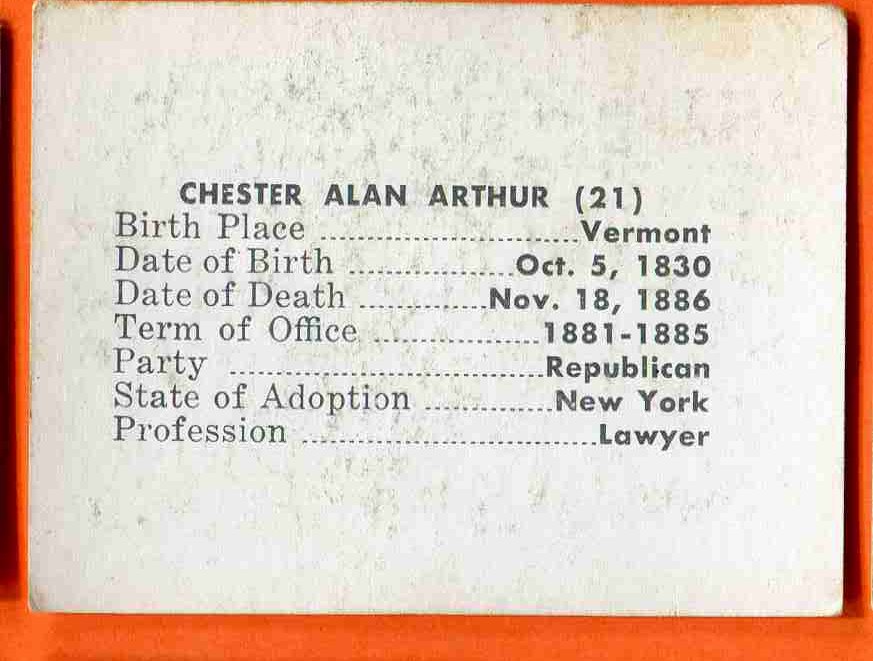 CHESTER ALAN ARTHUR (21)
Birth Place ..........................Vermont
Date of Birth .................Oct. 5, 1830
Date of Death .............Nov. 18, 1886
Term of Office .................1881-1885
Party ................................Republican
State of Adoption .............New York
Profession .............................Lawyer